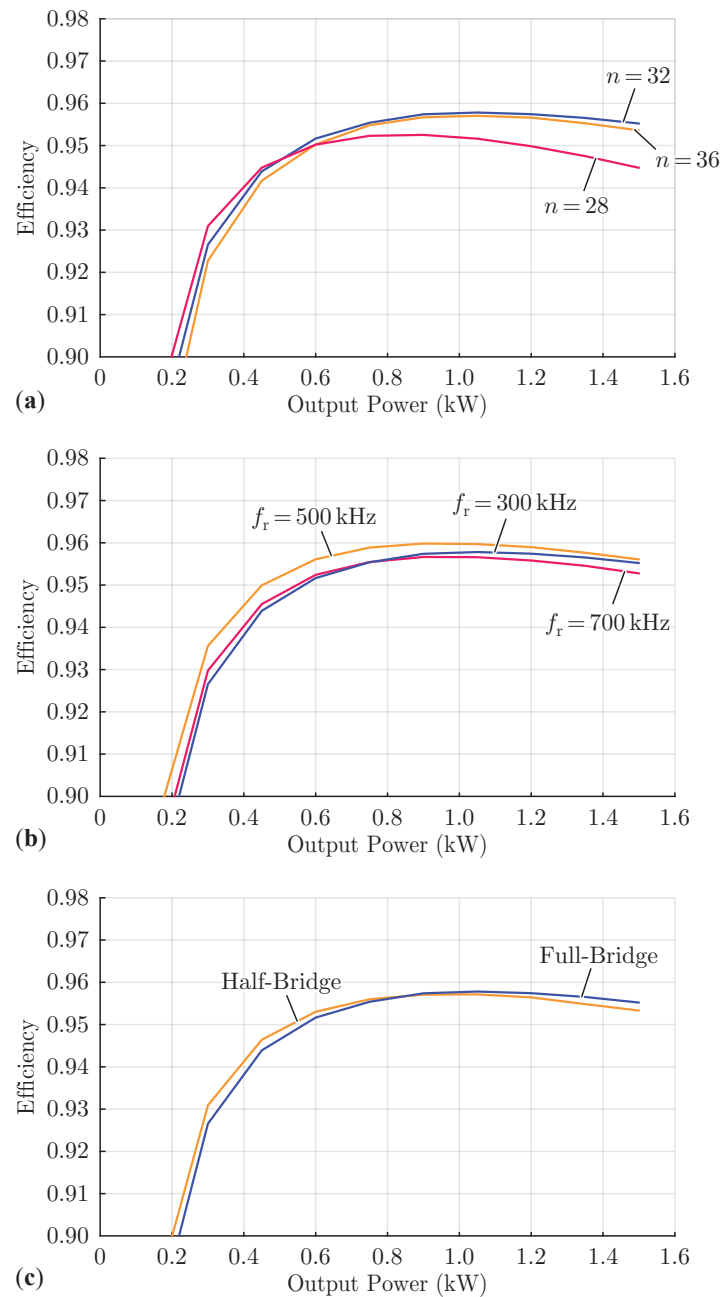 0.98
0.97
0.96
0.95
0.94
0.93
0.92
0.91
0.90
Efficiency
n = 32
n = 36
n = 28
0 0.2 0.4 0.6 0.8 1.0 1.2 1.4 1.6
Output Power (kW)
(a)
0.98
0.97
0.96
0.95
0.94
0.93
0.92
0.91
0.90
Efficiency
fr = 500 kHz
fr = 300 kHz
fr = 700 kHz
0 0.2 0.4 0.6 0.8 1.0 1.2 1.4 1.6
Output Power (kW)
(b)
0.98
0.97
0.96
0.95
0.94
0.93
0.92
0.91
0.90
Efficiency
Half-Bridge
Full-Bridge
0 0.2 0.4 0.6 0.8 1.0 1.2 1.4 1.6
Output Power (kW)
(c)